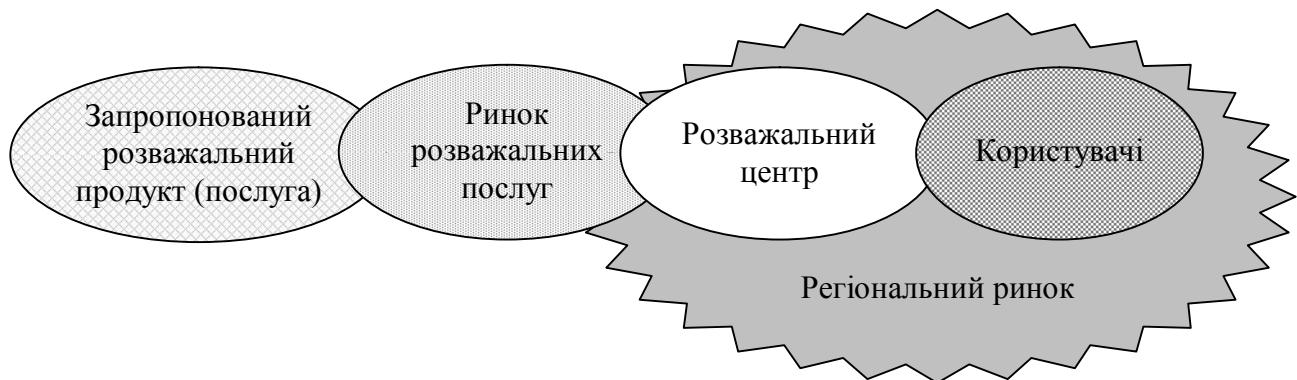 Запропонований
розважальний
продукт (послуга)
Ринок
розважальних
послуг
Розважальний
центр
Користувачі
Регіональний ринок